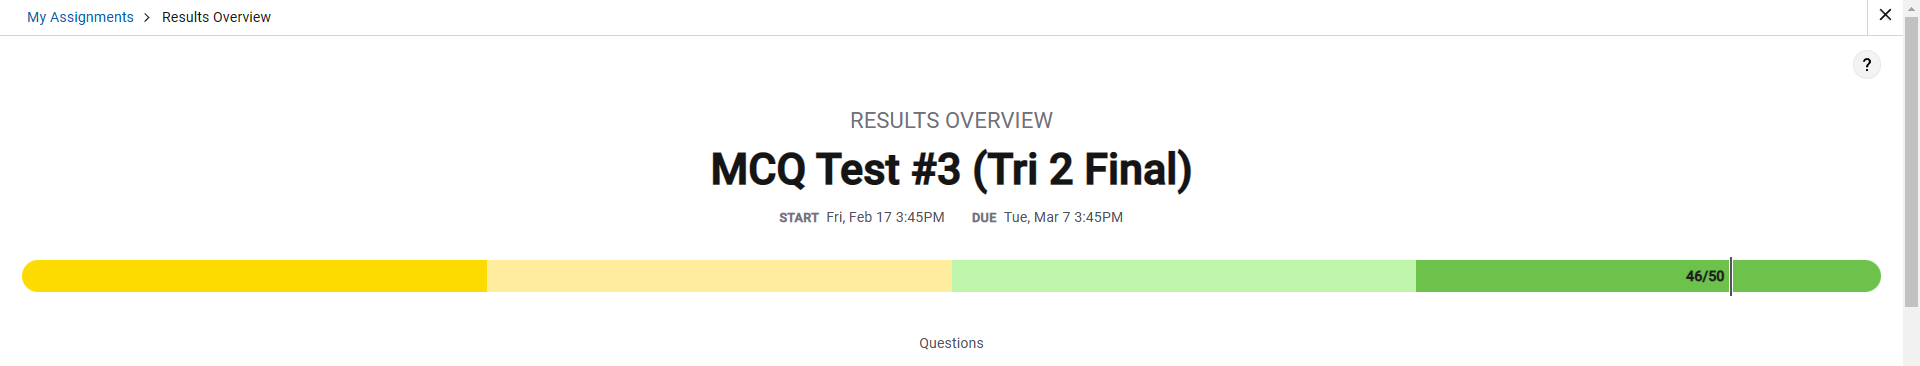 My Assignments > Results Overview
?
RESULTS OVERVIEW
MCQ Test #3 (Tri 2 Final)
START Fri, Feb 17 3:45PM DUE Tue, Mar 7 3:45PM
46/50
Questions